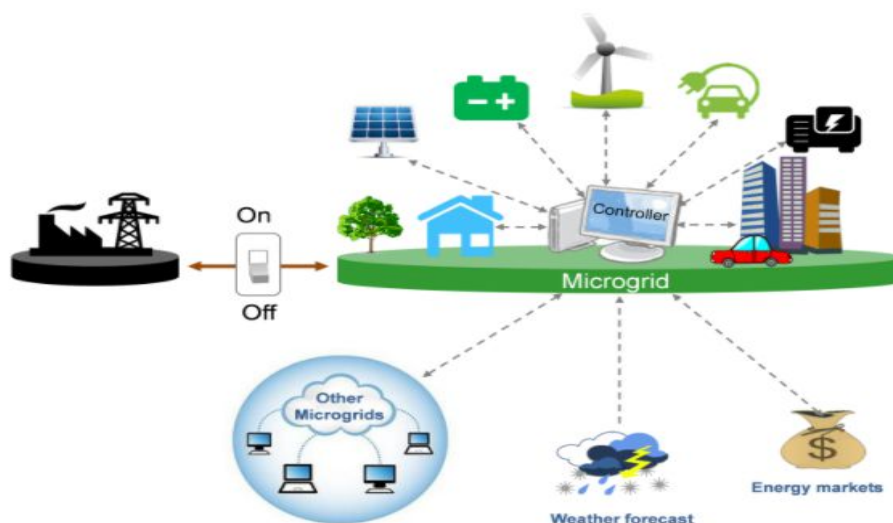 Controller
On
Off
Microgrid
Other
Microgrids
$
Energy markets
Weather forecast